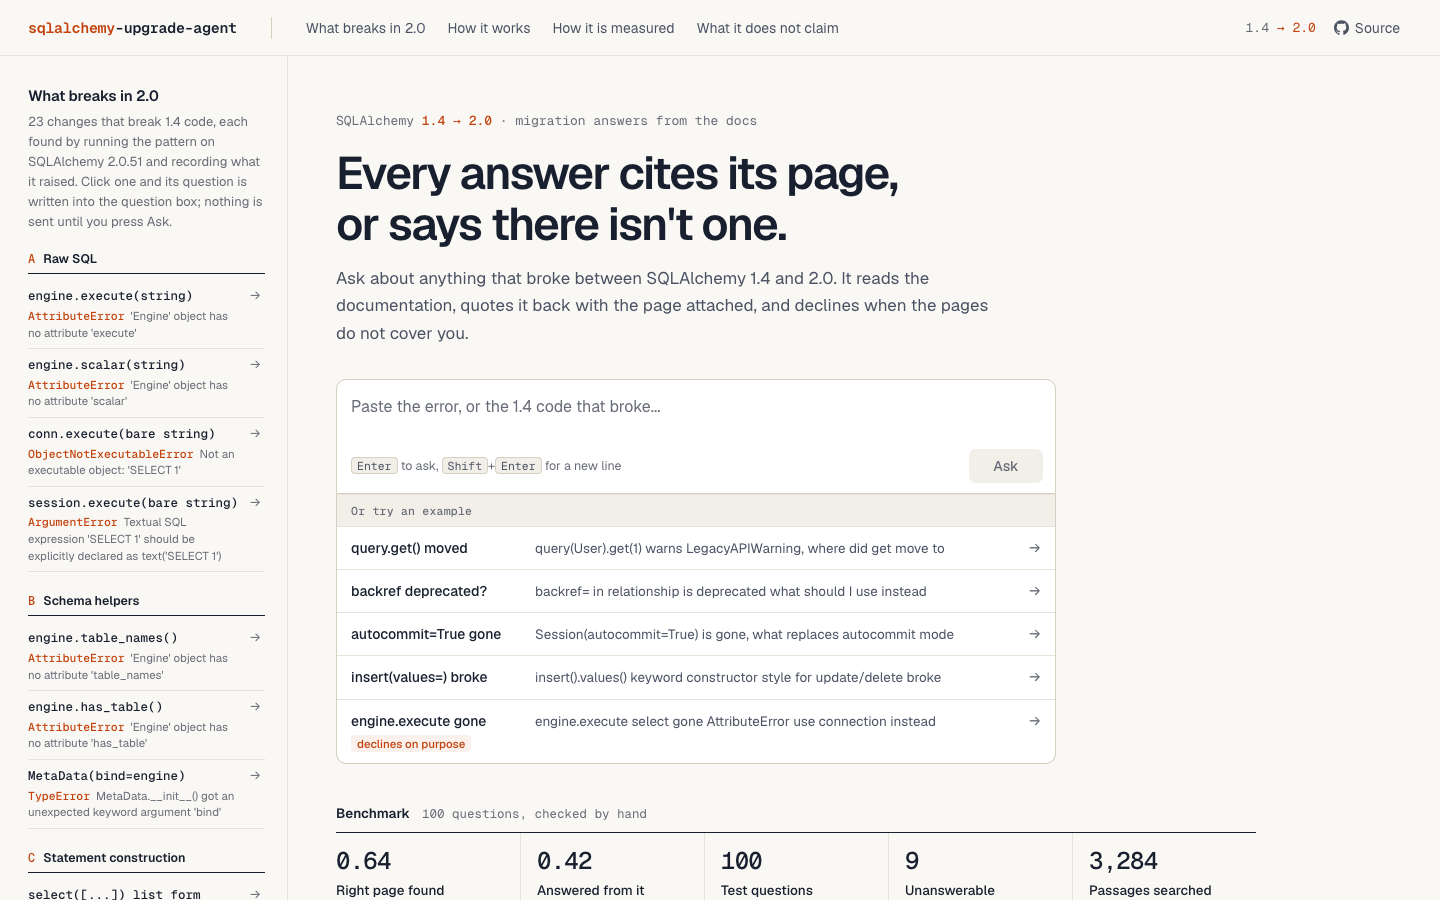 sqlalchemy-upgrade-agent
What breaks in 2.0
How it works
How it is measured
What it does not claim
1.4 → 2.0
Source
What breaks in 2.0
23 changes that break 1.4 code, each
found by running the pattern on
SQLAlchemy 2.0.51 and recording what
it raised. Click one and its question is
written into the question box; nothing is
sent until you press Ask.
A Raw SQL
engine.execute(string) →
AttributeError 'Engine' object has
no attribute 'execute'
engine.scalar(string) →
AttributeError 'Engine' object has
no attribute 'scalar'
conn.execute(bare string) →
ObjectNotExecutableError Not an
executable object: 'SELECT 1'
session.execute(bare string) →
ArgumentError Textual SQL
expression 'SELECT 1' should be
explicitly declared as text('SELECT 1')
B Schema helpers
engine.table_names() →
AttributeError 'Engine' object has
no attribute 'table_names'
engine.has_table() →
AttributeError 'Engine' object has
no attribute 'has_table'
MetaData(bind=engine) →
TypeError MetaData.__init__() got an
unexpected keyword argument 'bind'
C Statement construction
select([...]) list form →
SQLAlchemy 1.4 → 2.0 · migration answers from the docs
Every answer cites its page,
or says there isn't one.
Ask about anything that broke between SQLAlchemy 1.4 and 2.0. It reads the
documentation, quotes it back with the page attached, and declines when the pages
do not cover you.
Paste the error, or the 1.4 code that broke…
Enter to ask, Shift+Enter for a new line
Ask
Or try an example
query.get() moved query(User).get(1) warns LegacyAPIWarning, where did get move to →
backref deprecated? backref= in relationship is deprecated what should I use instead →
autocommit=True gone Session(autocommit=True) is gone, what replaces autocommit mode →
insert(values=) broke insert().values() keyword constructor style for update/delete broke →
engine.execute gone engine.execute select gone AttributeError use connection instead →
declines on purpose
Benchmark 100 questions, checked by hand
0.64 0.42 100 9 3,284
Right page found Answered from it Test questions Unanswerable Passages searched